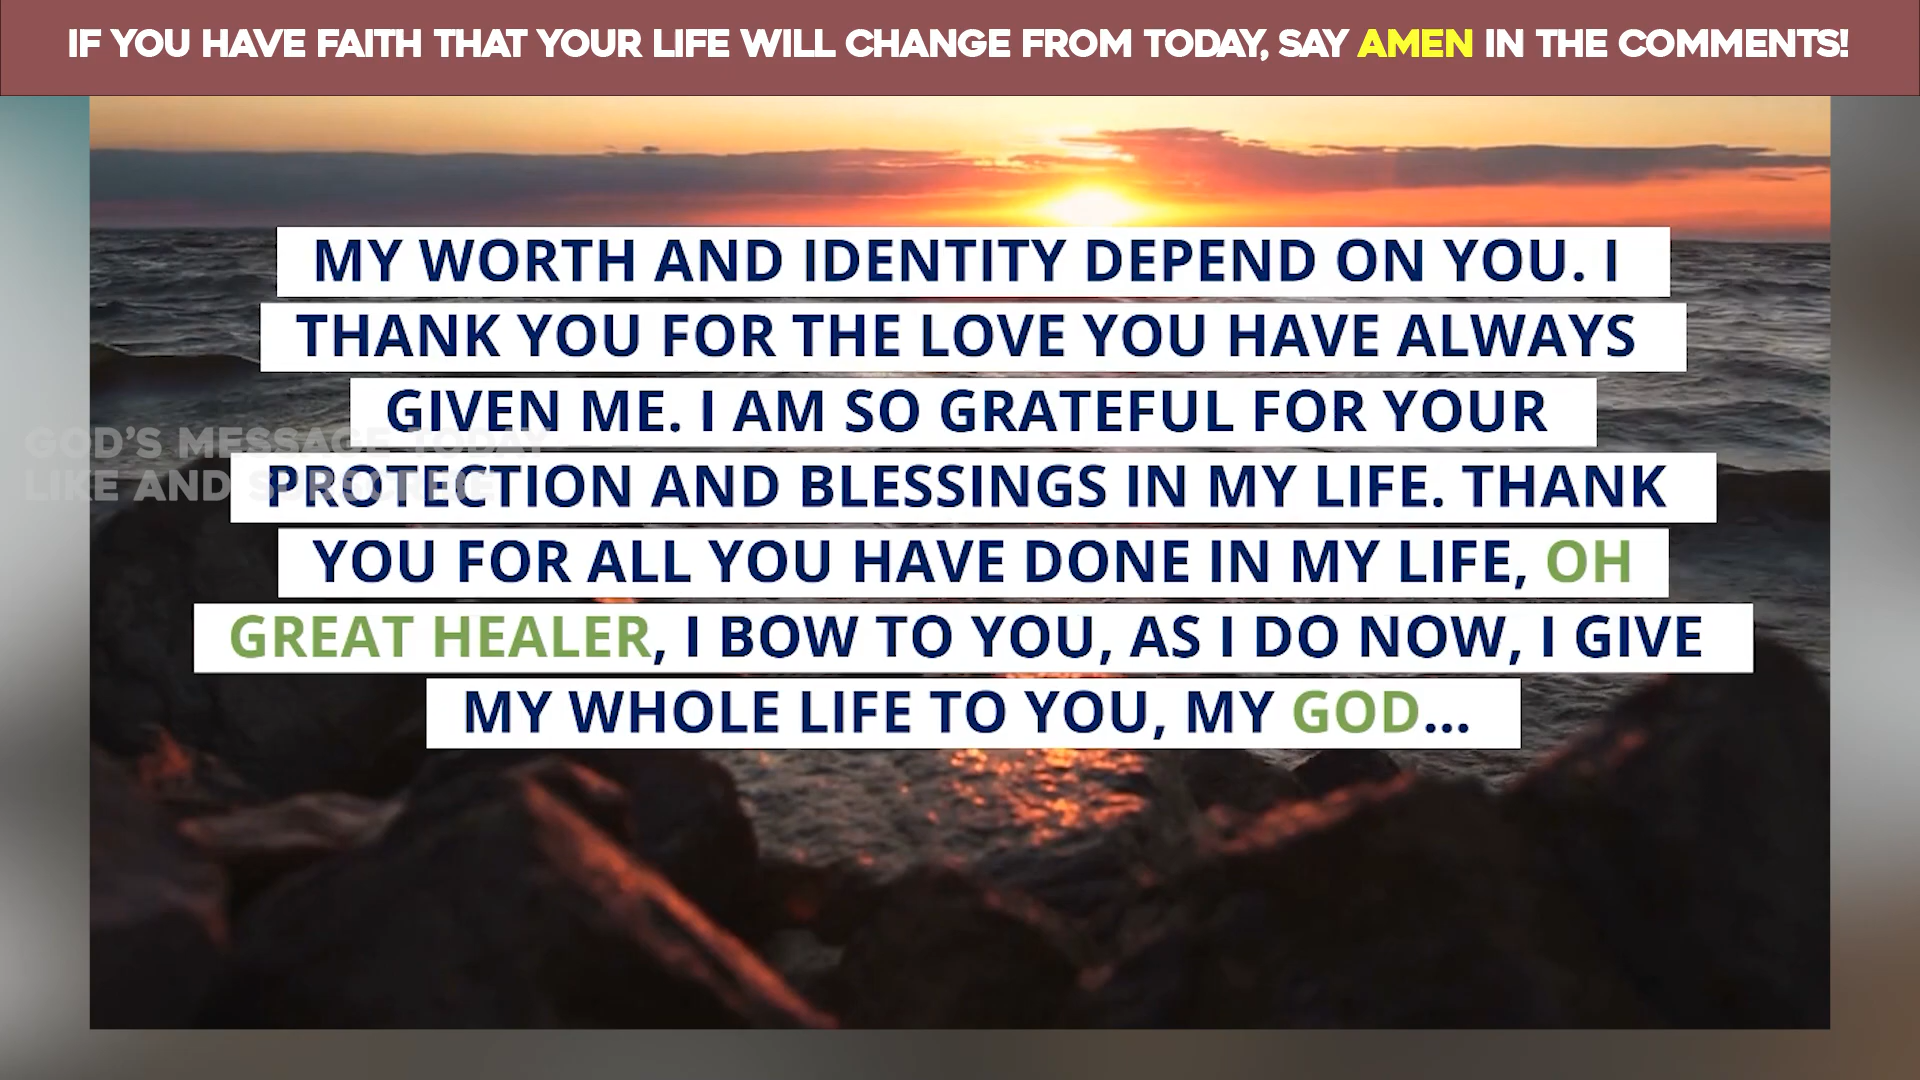 IF YOU HAVE FAITH THAT YOUR LIFE WILL CHANGE FROM TODAY, SAY AMEN IN THE COMMENTS!
MY WORTH AND IDENTITY DEPEND ON YOU. I
THANK YOU FOR THE LOVE YOU HAVE ALWAYS
GIVEN ME. I AM SO GRATEFUL FOR YOUR
GOD'S MESSAGE TODAY
LIKE AND SUBSCRIBE
PROTECTION AND BLESSINGS IN MY LIFE. THANK
YOU FOR ALL YOU HAVE DONE IN MY LIFE, OH
GREAT HEALER, I BOW TO YOU, AS I DO NOW, I GIVE
MY WHOLE LIFE TO YOU, MY GOD...